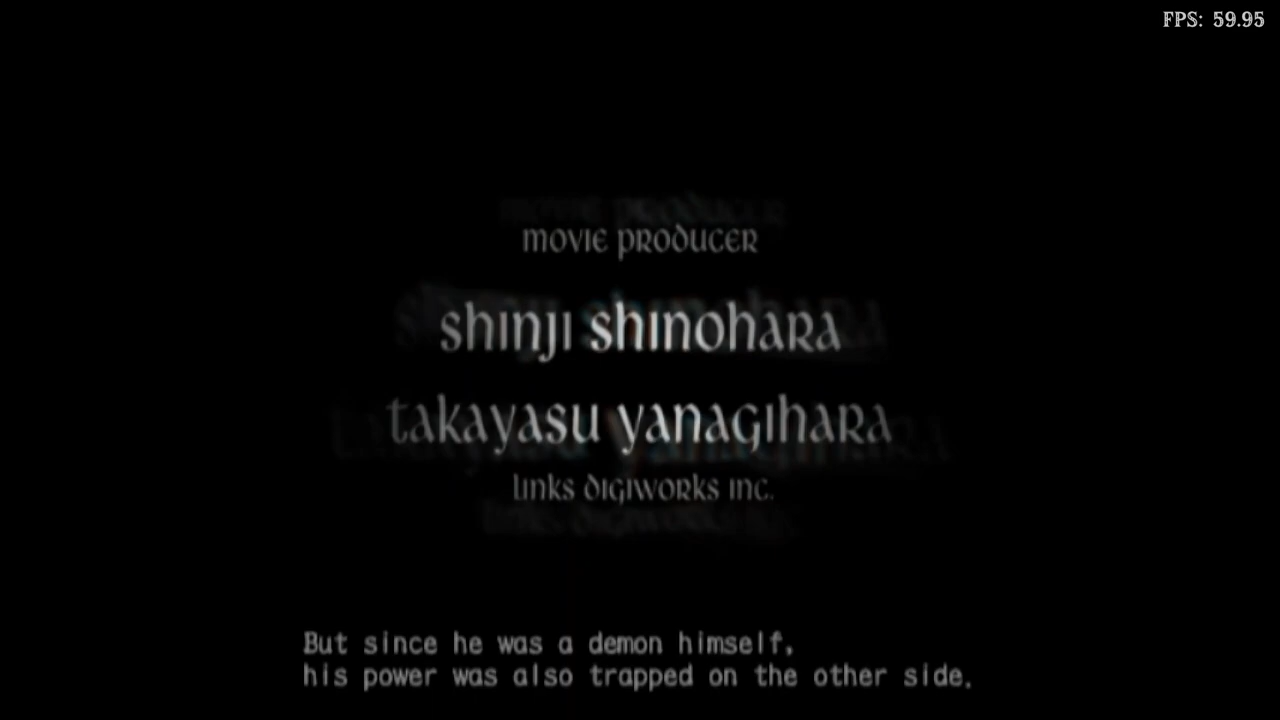 FPS: 59.95
movie producer
shinji shinohara
takayasu yanagihara
links digiworks inc.
But since he was a demon himself,
his power was also trapped on the other side.